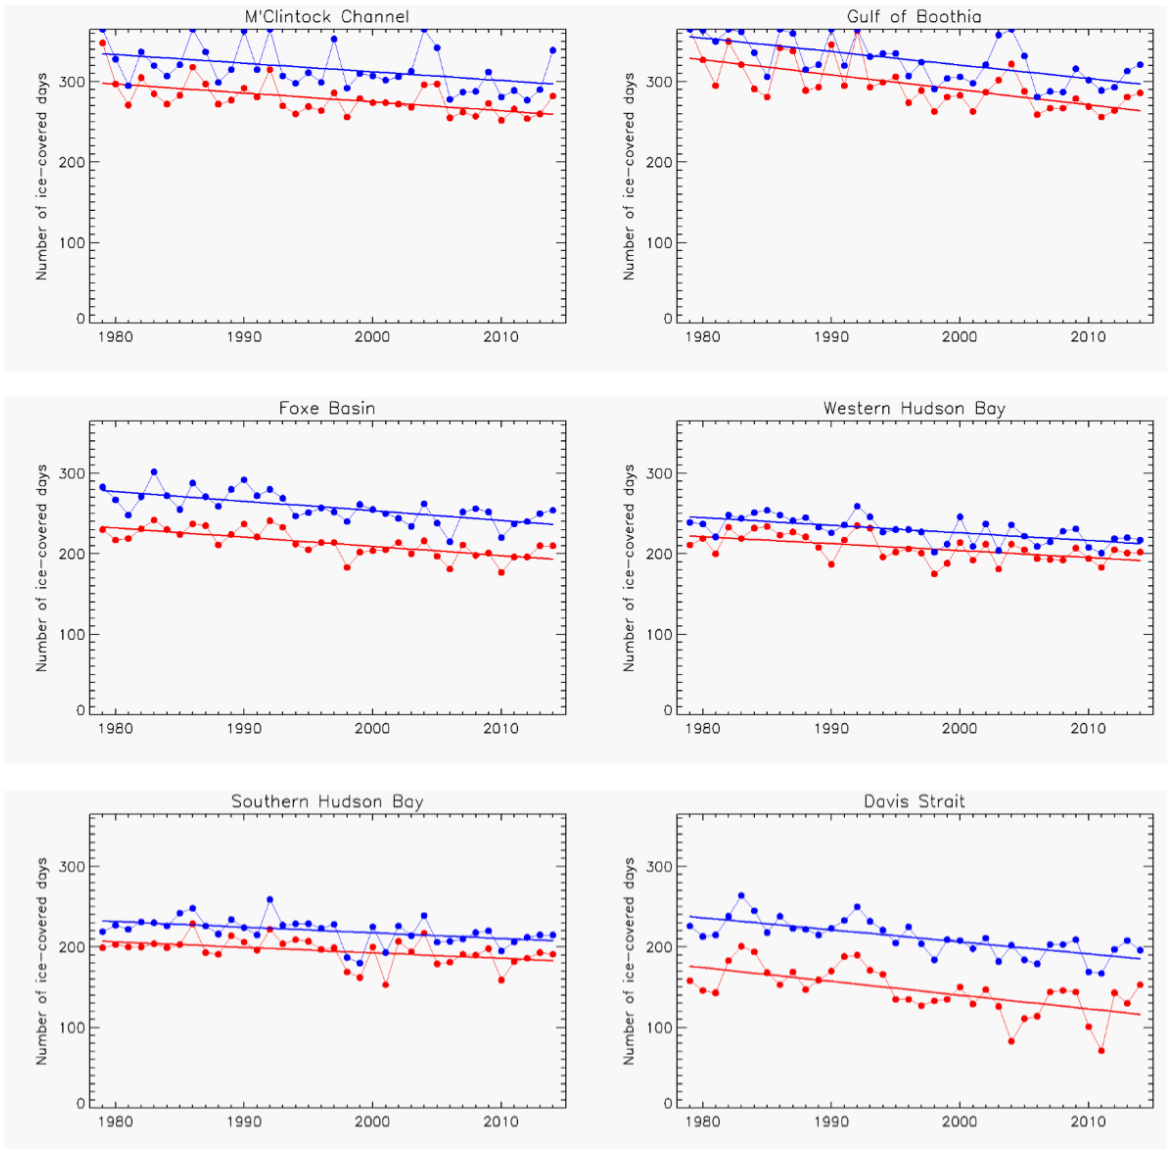 M'Clintock Channel
Number of ice-covered days
300
200
100
0
1980 1990 2000 2010
Gulf of Boothia
Number of ice-covered days
300
200
100
0
1980 1990 2000 2010
Foxe Basin
Number of ice-covered days
300
200
100
0
1980 1990 2000 2010
Western Hudson Bay
Number of ice-covered days
300
200
100
0
1980 1990 2000 2010
Southern Hudson Bay
Number of ice-covered days
300
200
100
0
1980 1990 2000 2010
Davis Strait
Number of ice-covered days
300
200
100
0
1980 1990 2000 2010